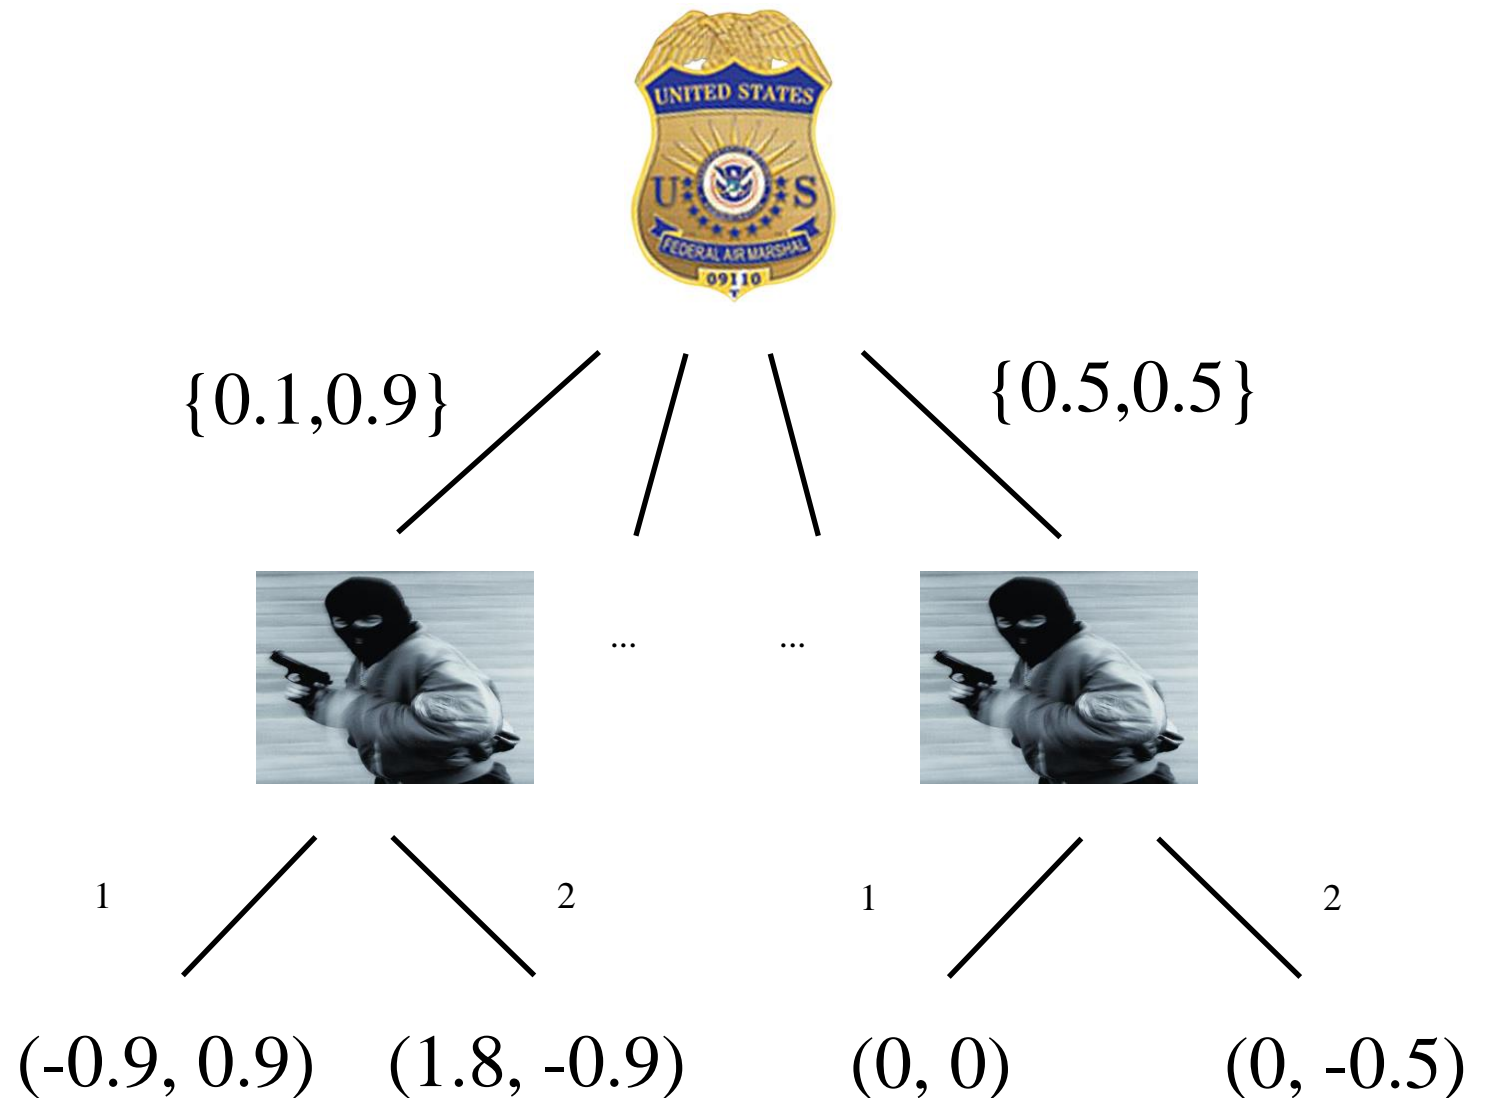 UNITED STATES
U S
FEDERAL AIR MARSHAL
09110
T
{0.1,0.9}
{0.5,0.5}
... ...
1 2 1 2
(-0.9, 0.9) (1.8, -0.9) (0, 0) (0, -0.5)